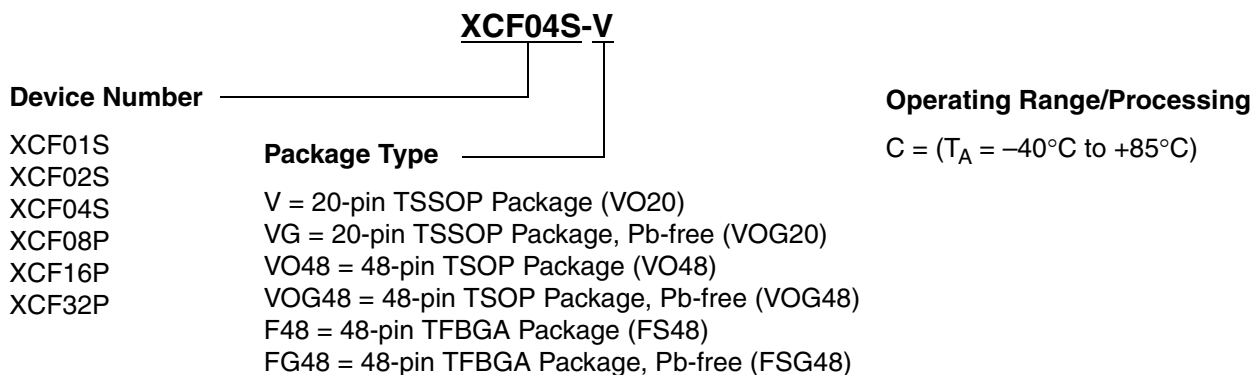 XCF04S-V
Device Number
XCF01S
XCF02S
XCF04S
XCF08P
XCF16P
XCF32P
Package Type
V = 20-pin TSSOP Package (VO20)
VG = 20-pin TSSOP Package, Pb-free (VOG20)
VO48 = 48-pin TSOP Package (VO48)
VOG48 = 48-pin TSOP Package, Pb-free (VOG48)
F48 = 48-pin TFBGA Package (FS48)
FG48 = 48-pin TFBGA Package, Pb-free (FSG48)
Operating Range/Processing
C = (TA = –40°C to +85°C)